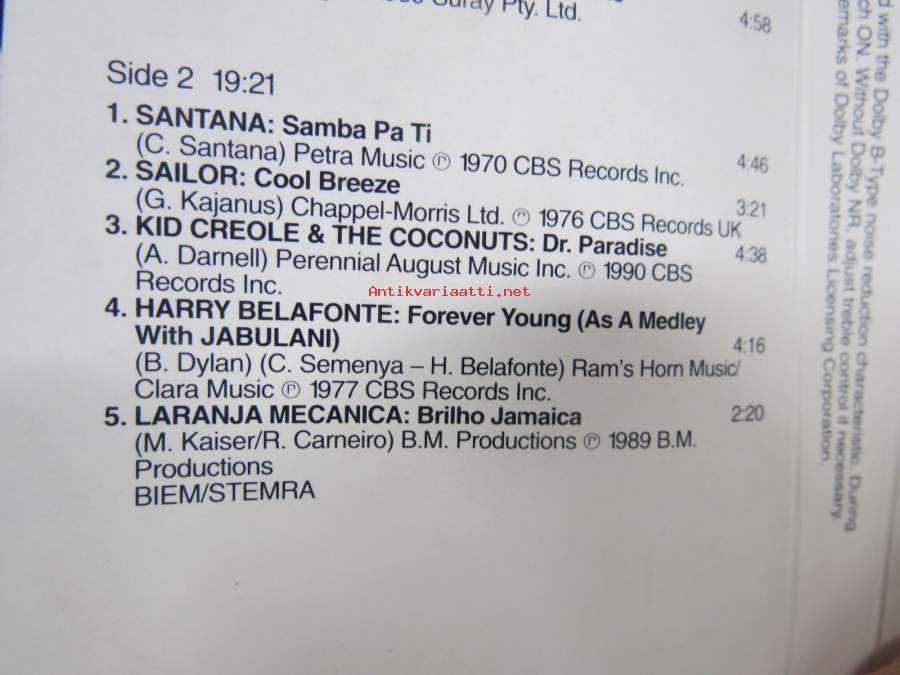 Pty. Ltd.
4:58
Side 2 19:21
1. SANTANA: Samba Pa Ti
(C. Santana) Petra Music ℗ 1970 CBS Records Inc. 4:46
2. SAILOR: Cool Breeze
(G. Kajanus) Chappel-Morris Ltd. ℗ 1976 CBS Records UK 3:21
3. KID CREOLE & THE COCONUTS: Dr. Paradise 4:38
(A. Darnell) Perennial August Music Inc. ℗ 1990 CBS
Records Inc.
Antikvariaatti.net
4. HARRY BELAFONTE: Forever Young (As A Medley
With JABULANI) 4:16
(B. Dylan) (C. Semenya – H. Belafonte) Ram's Horn Music/
Clara Music ℗ 1977 CBS Records Inc.
5. LARANJA MECANICA: Brilho Jamaica 2:20
(M. Kaiser/R. Carneiro) B.M. Productions ℗ 1989 B.M.
Productions
BIEM/STEMRA
with the Dolby B-Type noise reduction characteristic. During
ON. Without Dolby NR, adjust treble control if necessary.
of Dolby Laboratories Licensing Corporation.